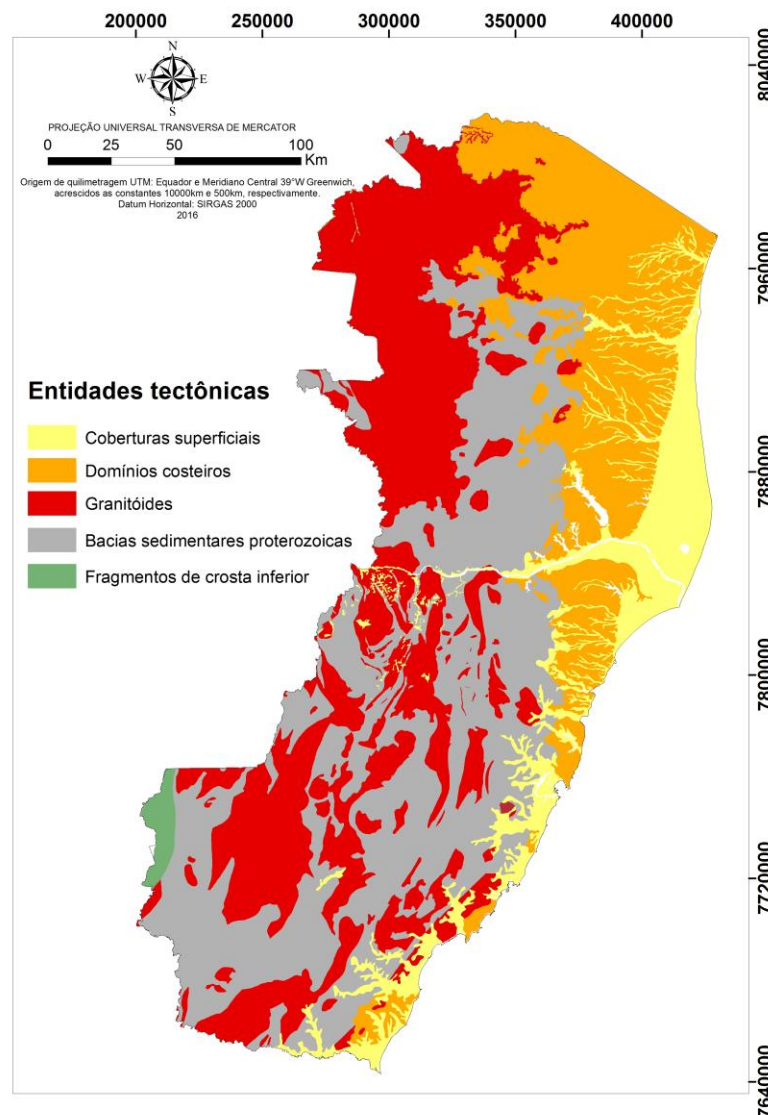 200000 250000 300000 350000 400000
N
W E
S
PROJEÇÃO UNIVERSAL TRANSVERSA DE MERCATOR
0 25 50 100
Km
Origem de quilimetragem UTM: Equador e Meridiano Central 39°W Greenwich,
acrescidos as constantes 10000km e 500km, respectivamente.
Datum Horizontal: SIRGAS 2000
2016
Entidades tectônicas
Coberturas superficiais
Domínios costeiros
Granitóides
Bacias sedimentares proterozoicas
Fragmentos de crosta inferior
8040000
7960000
7880000
7800000
7720000
7640000